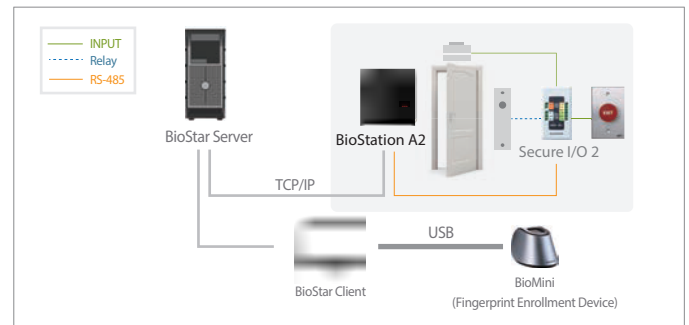 INPUT
Relay
RS-485
BioStar Server
BioStation A2
Secure I/O 2
EXIT
TCP/IP
USB
BioStar Client
BioMini
(Fingerprint Enrollment Device)